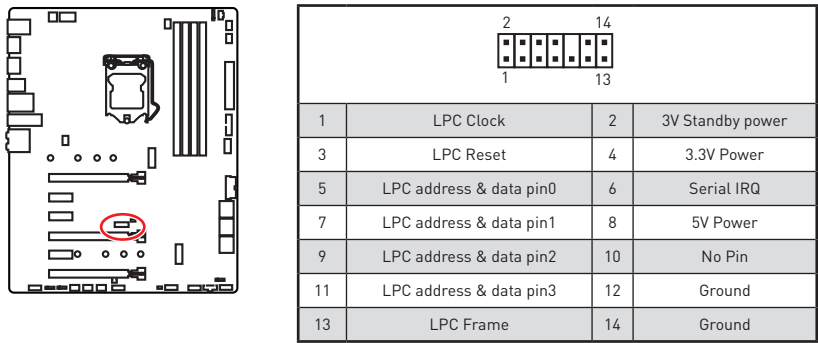 2 14
1 13
1 LPC Clock 2 3V Standby power
3 LPC Reset 4 3.3V Power
5 LPC address & data pin0 6 Serial IRQ
7 LPC address & data pin1 8 5V Power
9 LPC address & data pin2 10 No Pin
11 LPC address & data pin3 12 Ground
13 LPC Frame 14 Ground